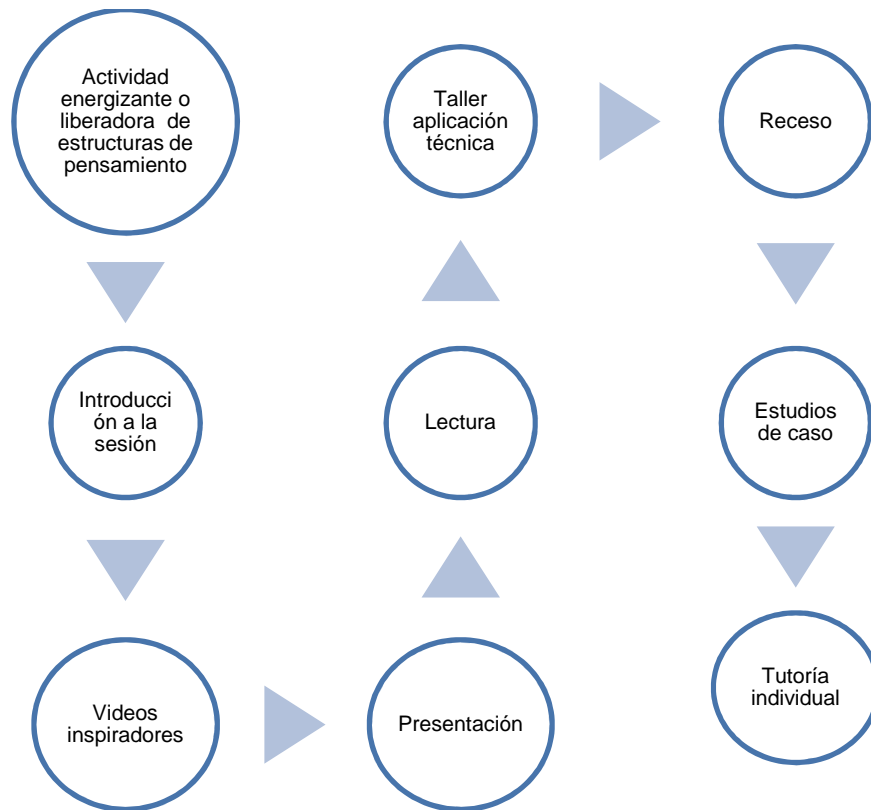 Actividad
energizante o
liberadora de
estructuras de
pensamiento
Introducci
ón a la
sesión
Videos
inspiradores
Presentación
Lectura
Taller
aplicación
técnica
Receso
Estudios
de caso
Tutoría
individual